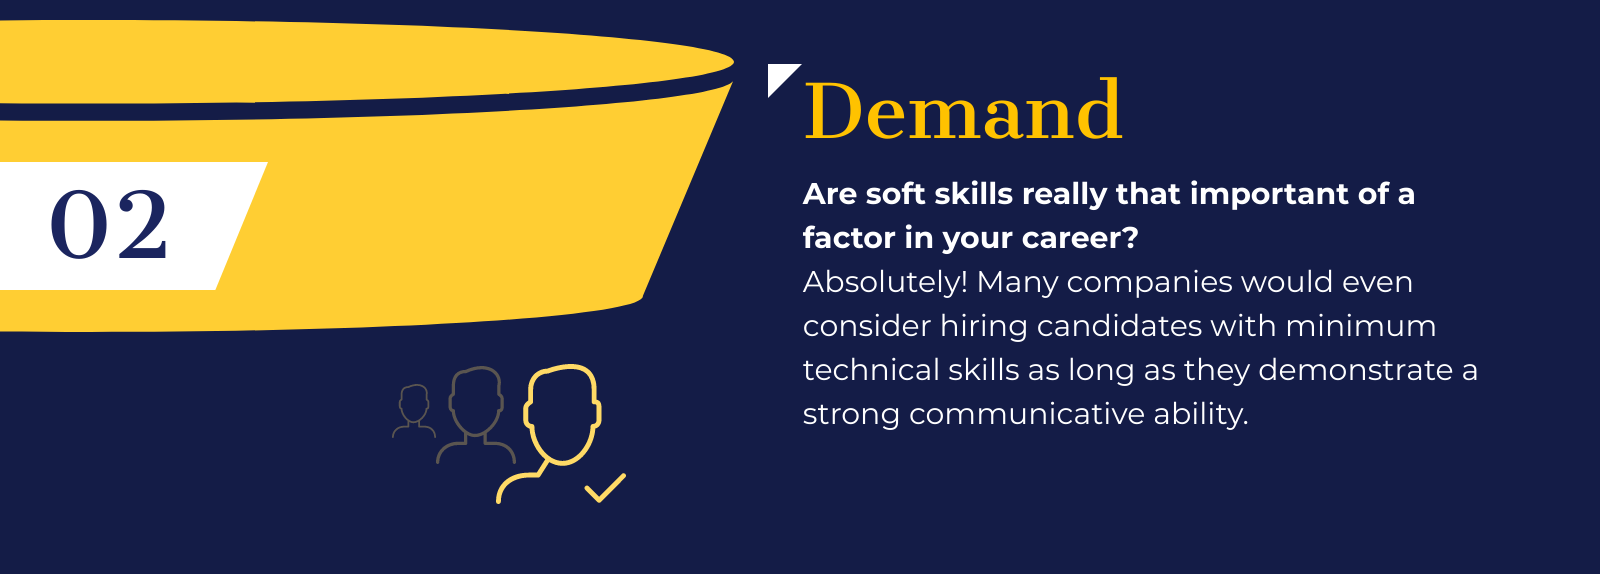 02
Demand
Are soft skills really that important of a
factor in your career?
Absolutely! Many companies would even
consider hiring candidates with minimum
technical skills as long as they demonstrate a
strong communicative ability.